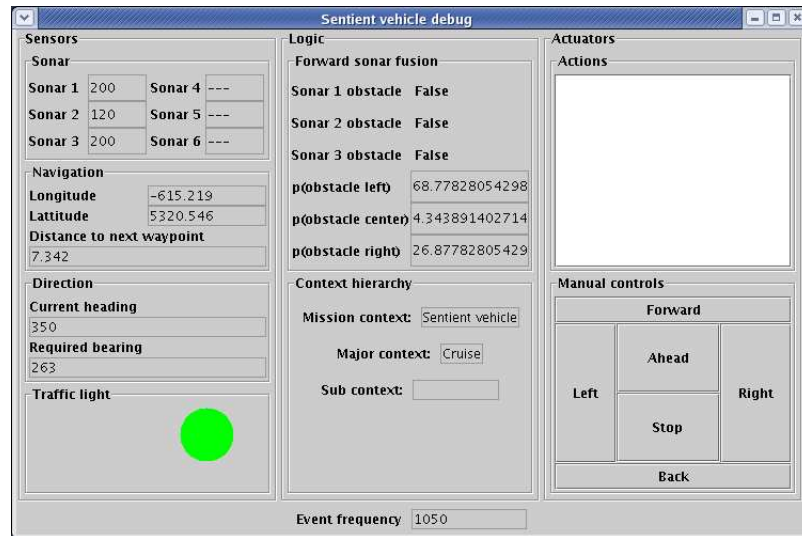 Sentient vehicle debug
Sensors
Sonar
Sonar 1 200 Sonar 4 ---
Sonar 2 120 Sonar 5 ---
Sonar 3 200 Sonar 6 ---
Navigation
Longitude -615.219
Lattitude 5320.546
Distance to next waypoint
7.342
Direction
Current heading
350
Required bearing
263
Traffic light
Logic
Forward sonar fusion
Sonar 1 obstacle False
Sonar 2 obstacle False
Sonar 3 obstacle False
p(obstacle left) 68.77828054298
p(obstacle center) 4.343891402714
p(obstacle right) 26.87782805429
Context hierarchy
Mission context: Sentient vehicle
Major context: Cruise
Sub context:
Actuators
Actions
Manual controls
Forward
Left
Ahead
Stop
Right
Back
Event frequency 1050